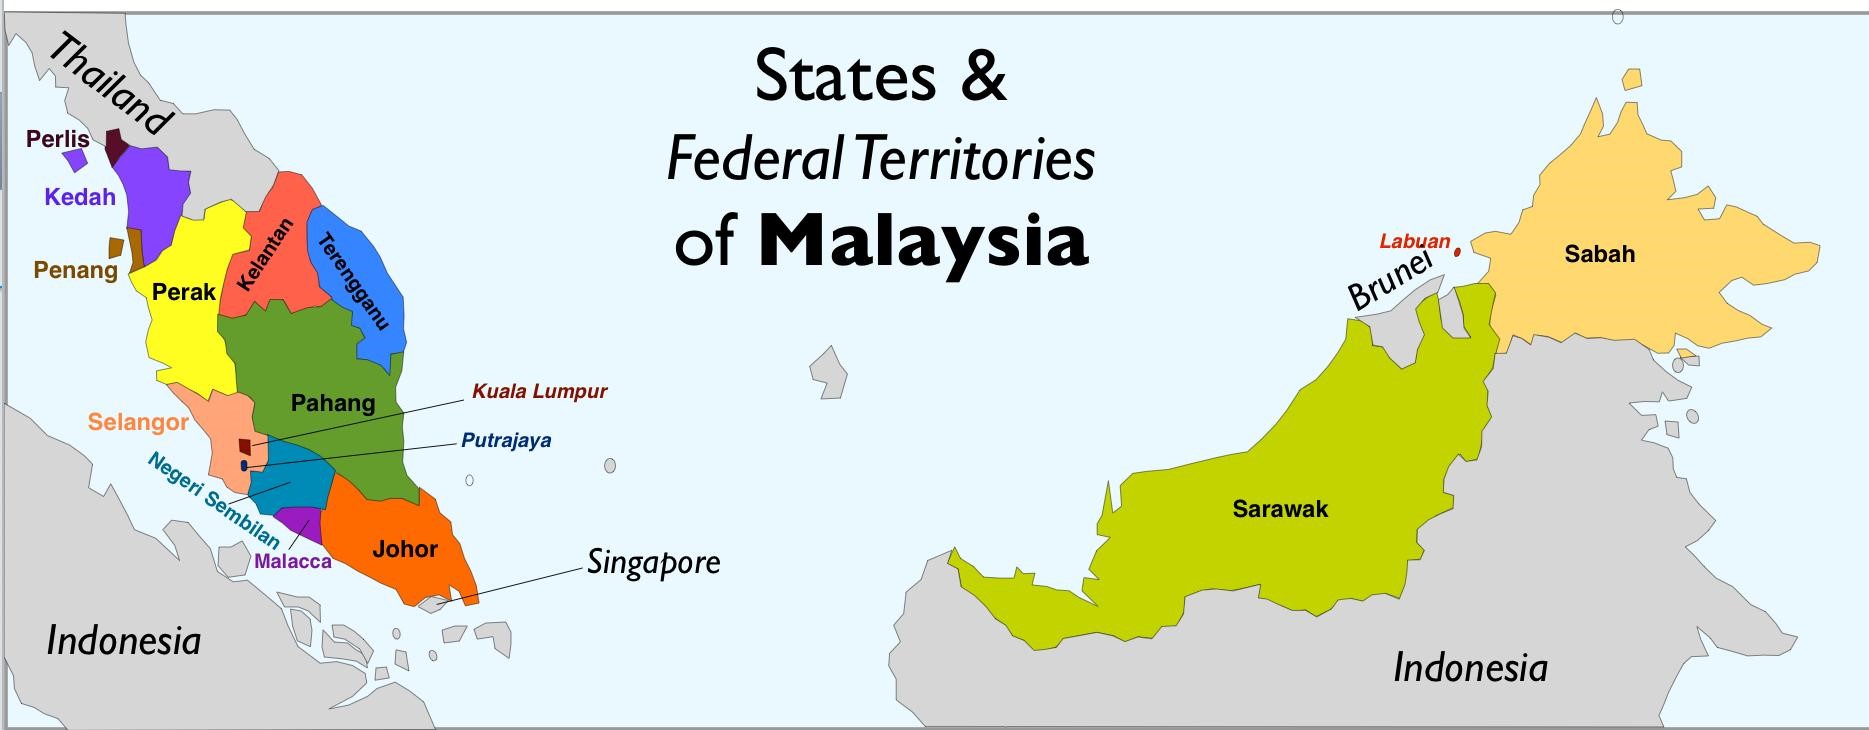 States &
Federal Territories
of Malaysia
Thailand
Perlis
Kedah
Penang
Perak
Kelantan
Terengganu
Pahang
Selangor
Kuala Lumpur
Putrajaya
Negeri Sembilan
Malacca
Johor
Singapore
Indonesia
Labuan
Brunei
Sabah
Sarawak
Indonesia